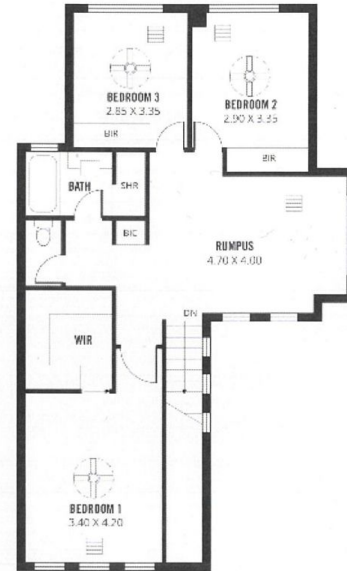 BEDROOM 3
2.85 X 3.35
BIR
BEDROOM 2
2.90 X 3.35
BIR
BATH
SHR
BIC
RUMPUS
4.70 X 4.00
WIR
DN
BEDROOM 1
3.40 X 4.20